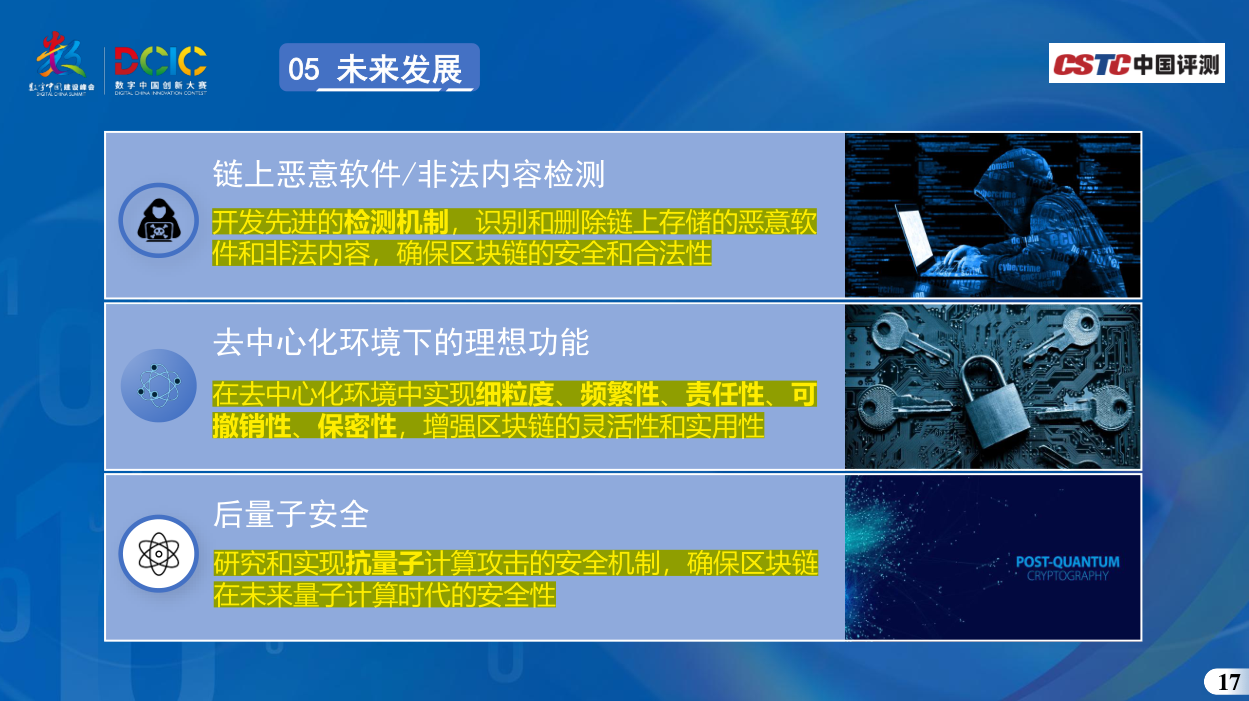 数字中国建设峰会
DIGITAL CHINA SUMMIT
DCIC
数字中国创新大赛
DIGITAL CHINA INNOVATION CONTEST
05 未来发展
CSTC中国评测
链上恶意软件/非法内容检测
开发先进的检测机制，识别和删除链上存储的恶意软
件和非法内容，确保区块链的安全和合法性
去中心化环境下的理想功能
在去中心化环境中实现细粒度、频繁性、责任性、可
撤销性、保密性，增强区块链的灵活性和实用性
后量子安全
研究和实现抗量子计算攻击的安全机制，确保区块链
在未来量子计算时代的安全性
POST-QUANTUM
CRYPTOGRAPHY
17